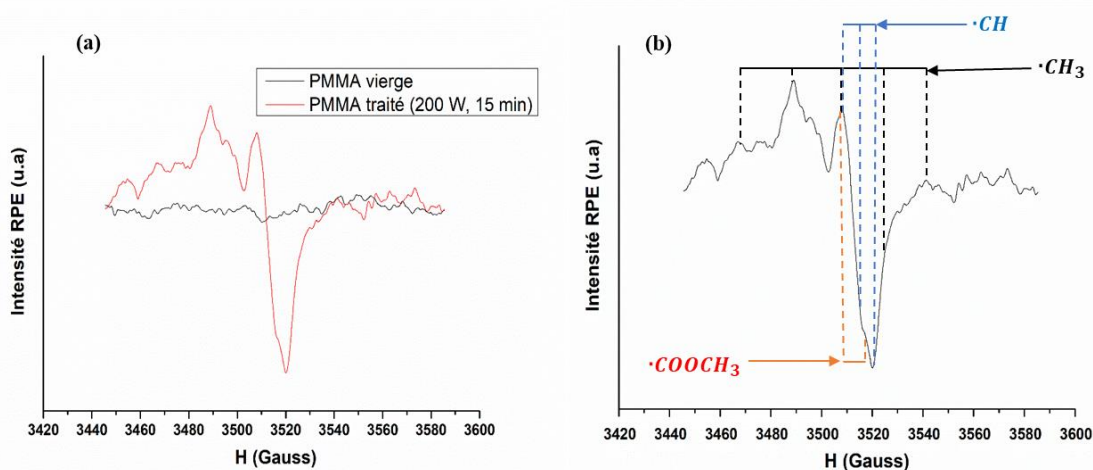 (a)
PMMA vierge
PMMA traité (200 W, 15 min)
Intensité RPE (u.a)
3420 3440 3460 3480 3500 3520 3540 3560 3580 3600
H (Gauss)
(b)
·CH
·CH3
·COOCH3
Intensité RPE (u.a)
3420 3440 3460 3480 3500 3520 3540 3560 3580 3600
H (Gauss)